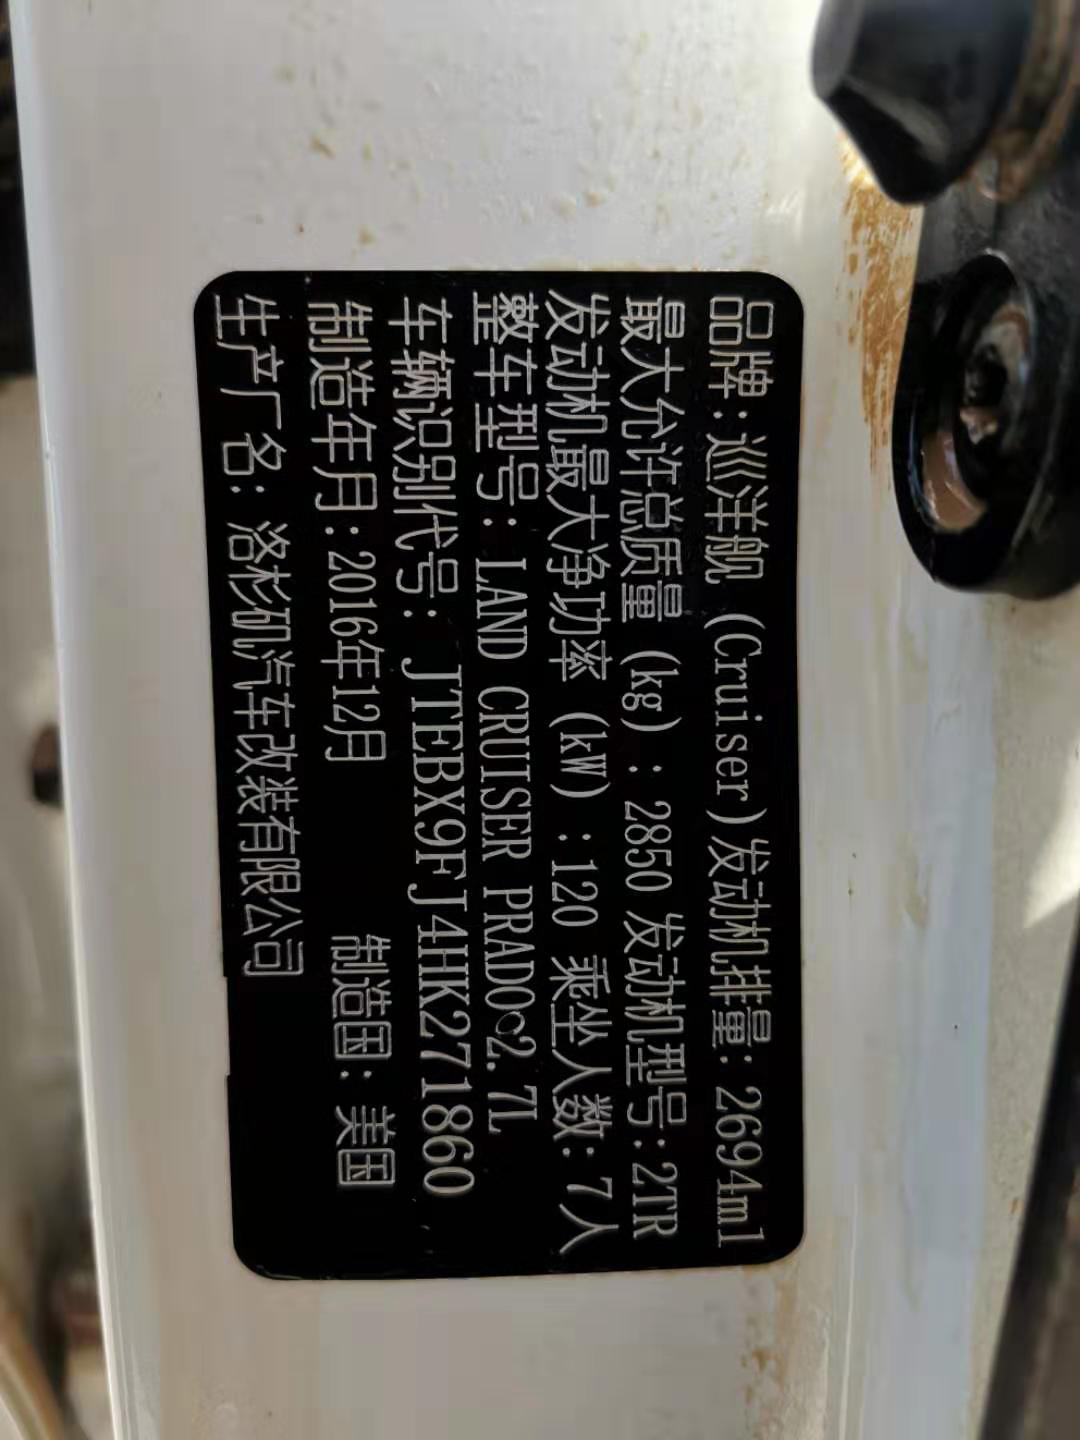 品牌:巡洋舰 (Cruiser)发动机排量: 2694ml
最大允许总质量 (kg) : 2850 发动机型号:2TR
发动机最大净功率 (kW) :120 乘坐人数: 7人
整车型号:LAND CRUISER PRADO 2.7L
车辆识别代号: JTEBX9FJ4HK271860
制造年月:2016年12月 制造国: 美国
生产厂名: 洛杉矶汽车改装有限公司